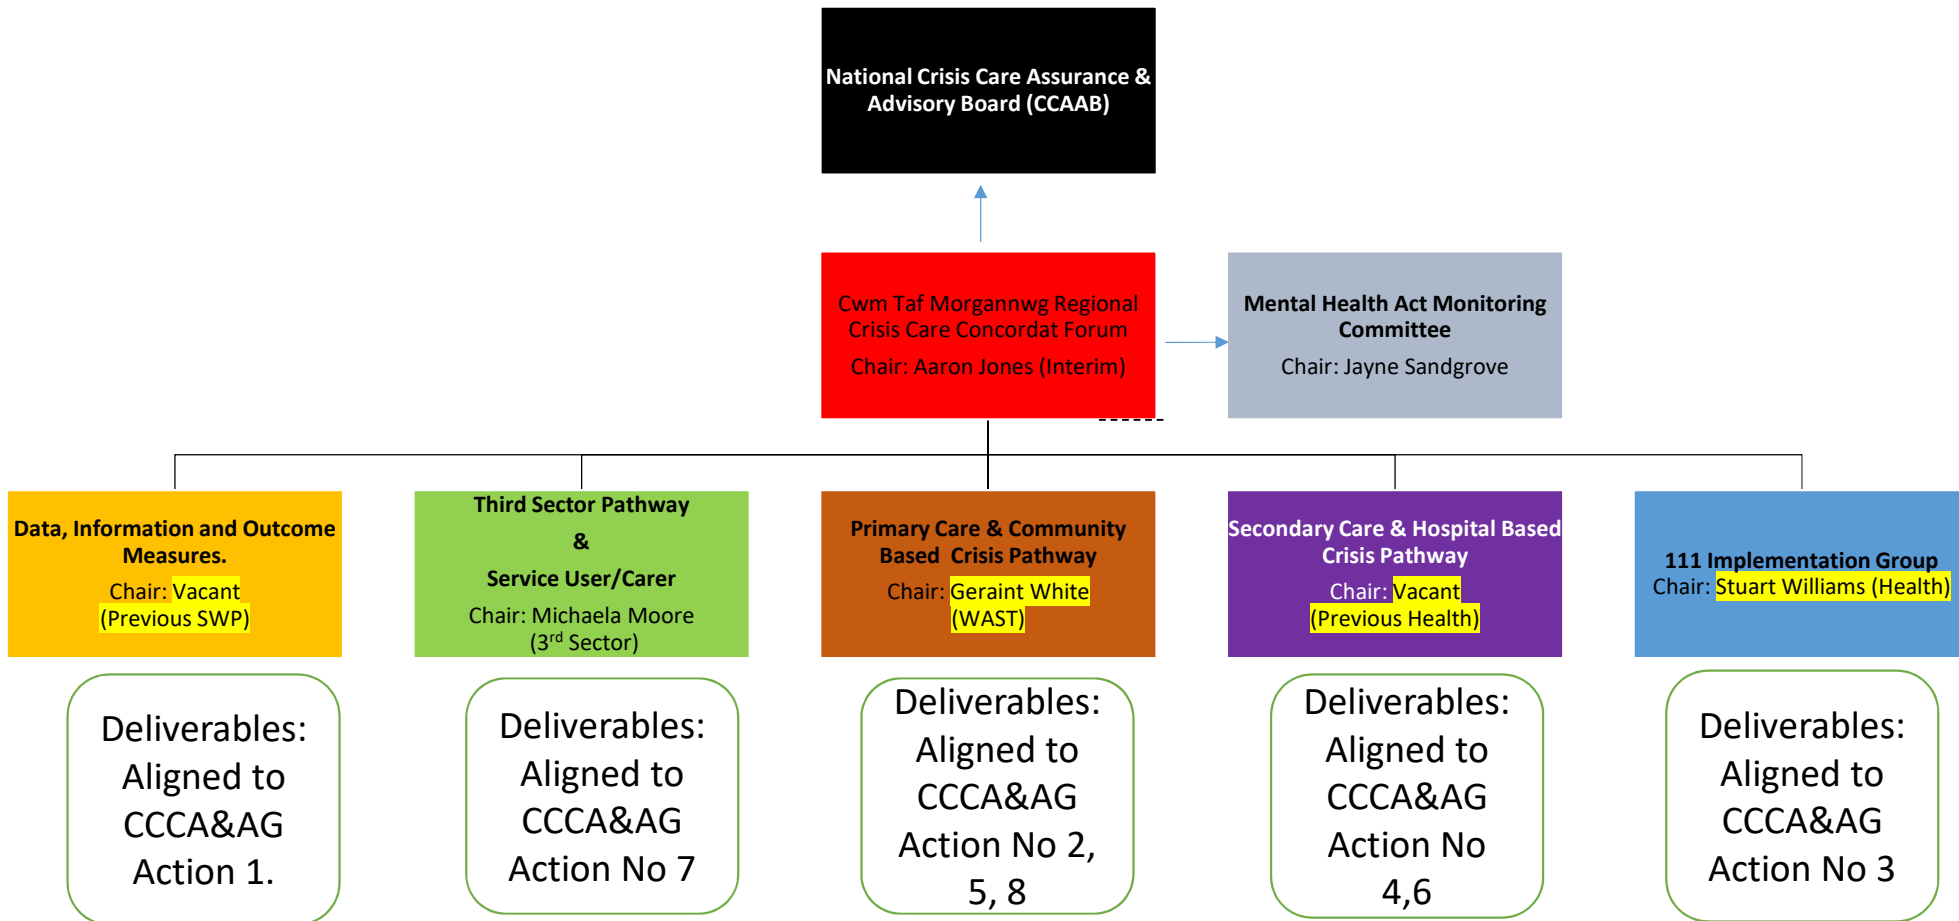 National Crisis Care Assurance &
Advisory Board (CCAAB)
Cwm Taf Morgannwg Regional
Crisis Care Concordat Forum
Chair: Aaron Jones (Interim)
Mental Health Act Monitoring
Committee
Chair: Jayne Sandgrove
Data, Information and Outcome
Measures.
Chair: Vacant
(Previous SWP)
Third Sector Pathway
&
Service User/Carer
Chair: Michaela Moore
(3rd Sector)
Primary Care & Community
Based Crisis Pathway
Chair: Geraint White
(WAST)
Secondary Care & Hospital Based
Crisis Pathway
Chair: Vacant
(Previous Health)
111 Implementation Group
Chair: Stuart Williams (Health)
Deliverables:
Aligned to
CCCA&AG
Action 1.
Deliverables:
Aligned to
CCCA&AG
Action No 7
Deliverables:
Aligned to
CCCA&AG
Action No 2,
5, 8
Deliverables:
Aligned to
CCCA&AG
Action No
4,6
Deliverables:
Aligned to
CCCA&AG
Action No 3